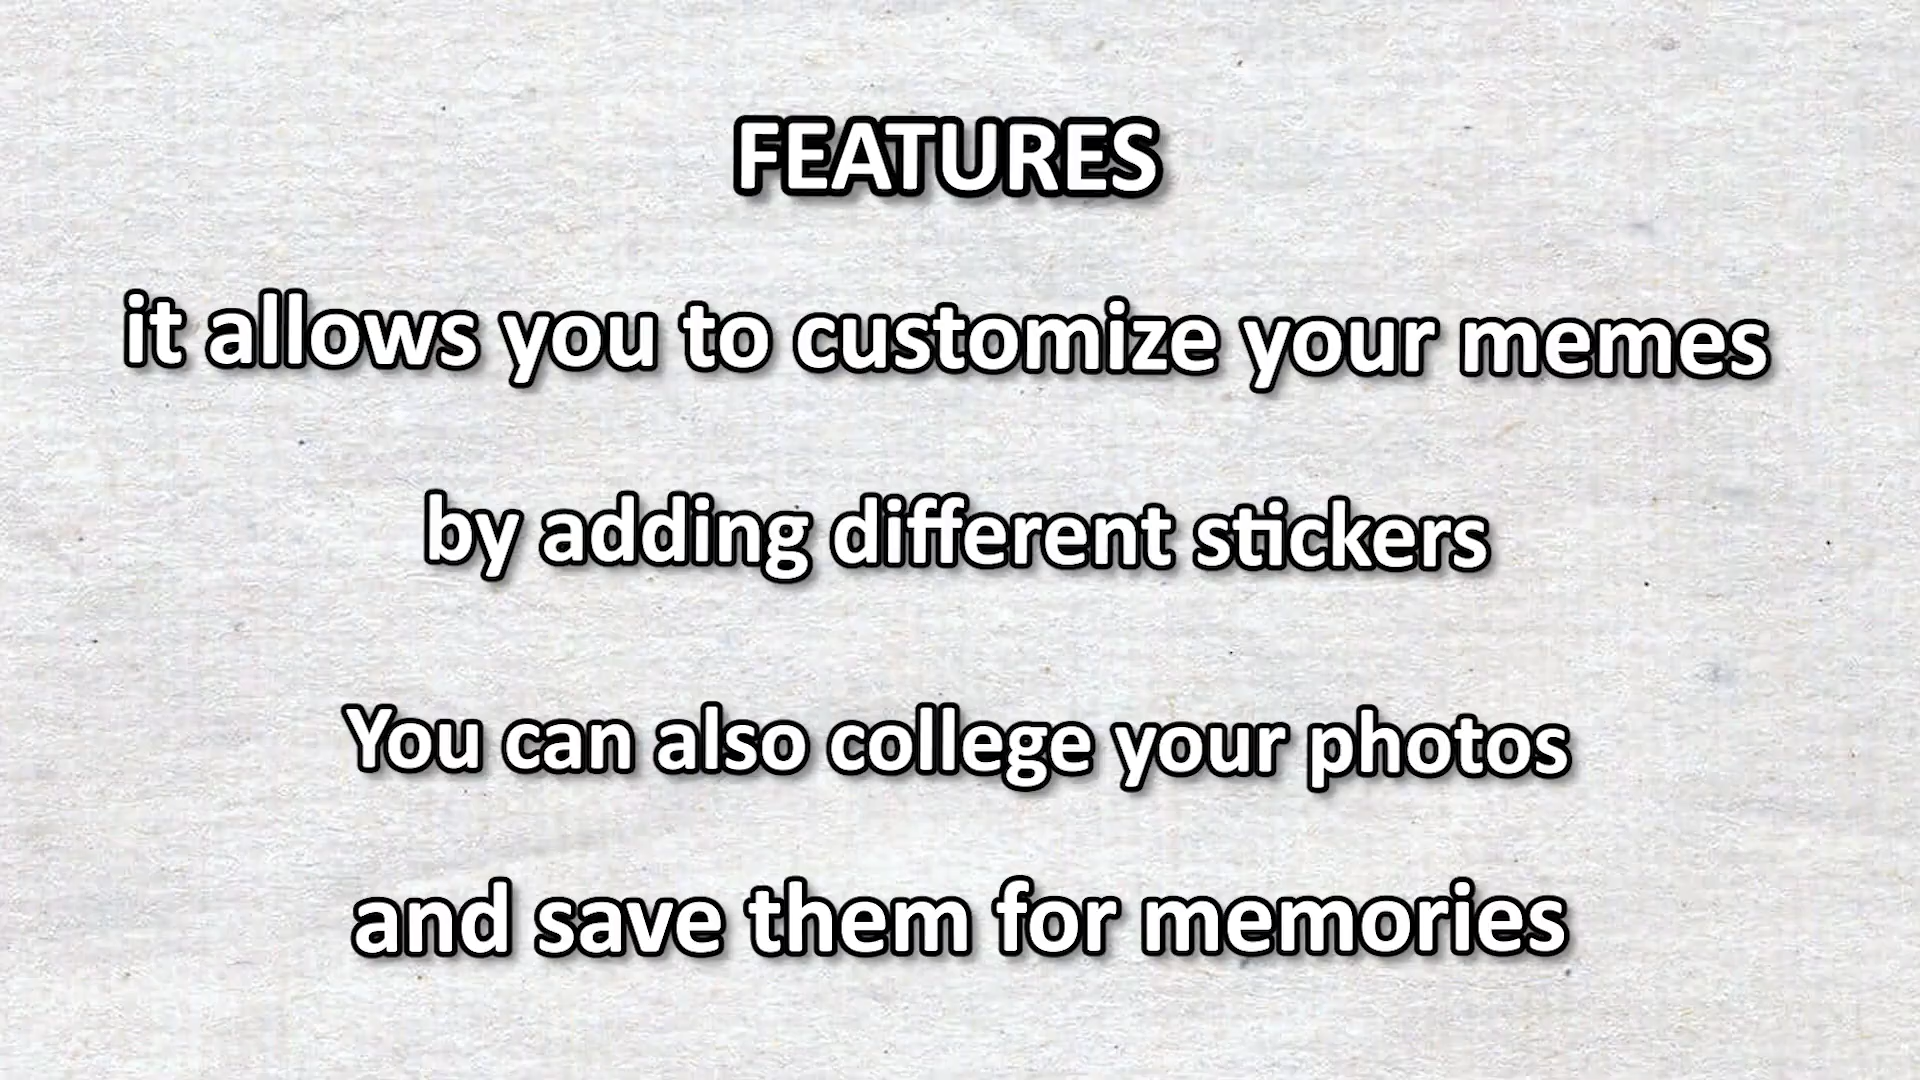 FEATURES
it allows you to customize your memes
by adding different stickers
You can also college your photos
and save them for memories